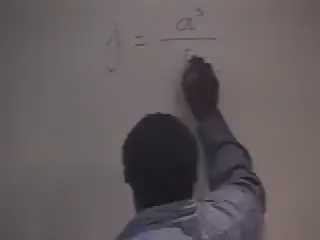 y = a³